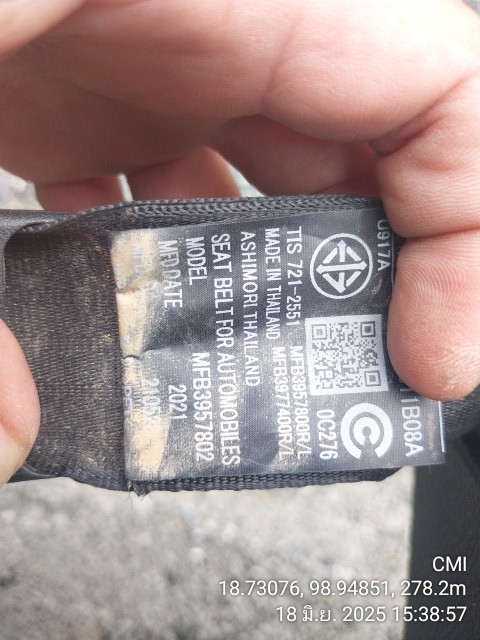 U917A
1B08A
TIS 721-2551
MFB3957800R/L
0C276
MADE IN THAILAND
MFB3977400R/L
ASHIMORI THAILAND
SEAT BELT FOR AUTOMOBILES
MODEL
MFB3957802
MFD DATE
2021
CMI
18.73076, 98.94851, 278.2m
18 มิ.ย. 2025 15:38:57